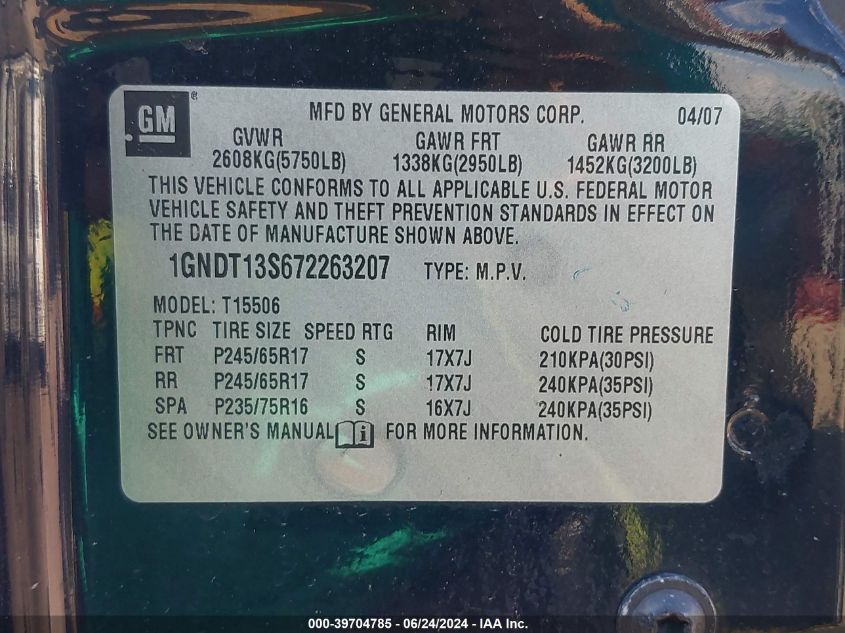 GM® MFD BY GENERAL MOTORS CORP. 04/07
GVWR GAWR FRT GAWR RR
2608KG(5750LB) 1338KG(2950LB) 1452KG(3200LB)
THIS VEHICLE CONFORMS TO ALL APPLICABLE U.S. FEDERAL MOTOR
VEHICLE SAFETY AND THEFT PREVENTION STANDARDS IN EFFECT ON
THE DATE OF MANUFACTURE SHOWN ABOVE.
1GNDT13S672263207 TYPE: M.P.V.
MODEL: T15506
TPNC TIRE SIZE SPEED RTG RIM COLD TIRE PRESSURE
FRT P245/65R17 S 17X7J 210KPA(30PSI)
RR P245/65R17 S 17X7J 240KPA(35PSI)
SPA P235/75R16 S 16X7J 240KPA(35PSI)
SEE OWNER'S MANUAL i FOR MORE INFORMATION.
000-39704785 - 06/24/2024 - IAA Inc.